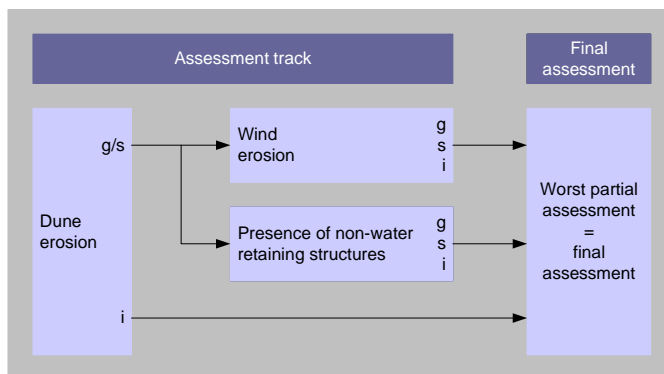 Assessment track
Final
assessment
Dune
erosion
g/s
i
Wind
erosion
g
s
i
Presence of non-water
retaining structures
g
s
i
Worst partial
assessment
=
final
assessment